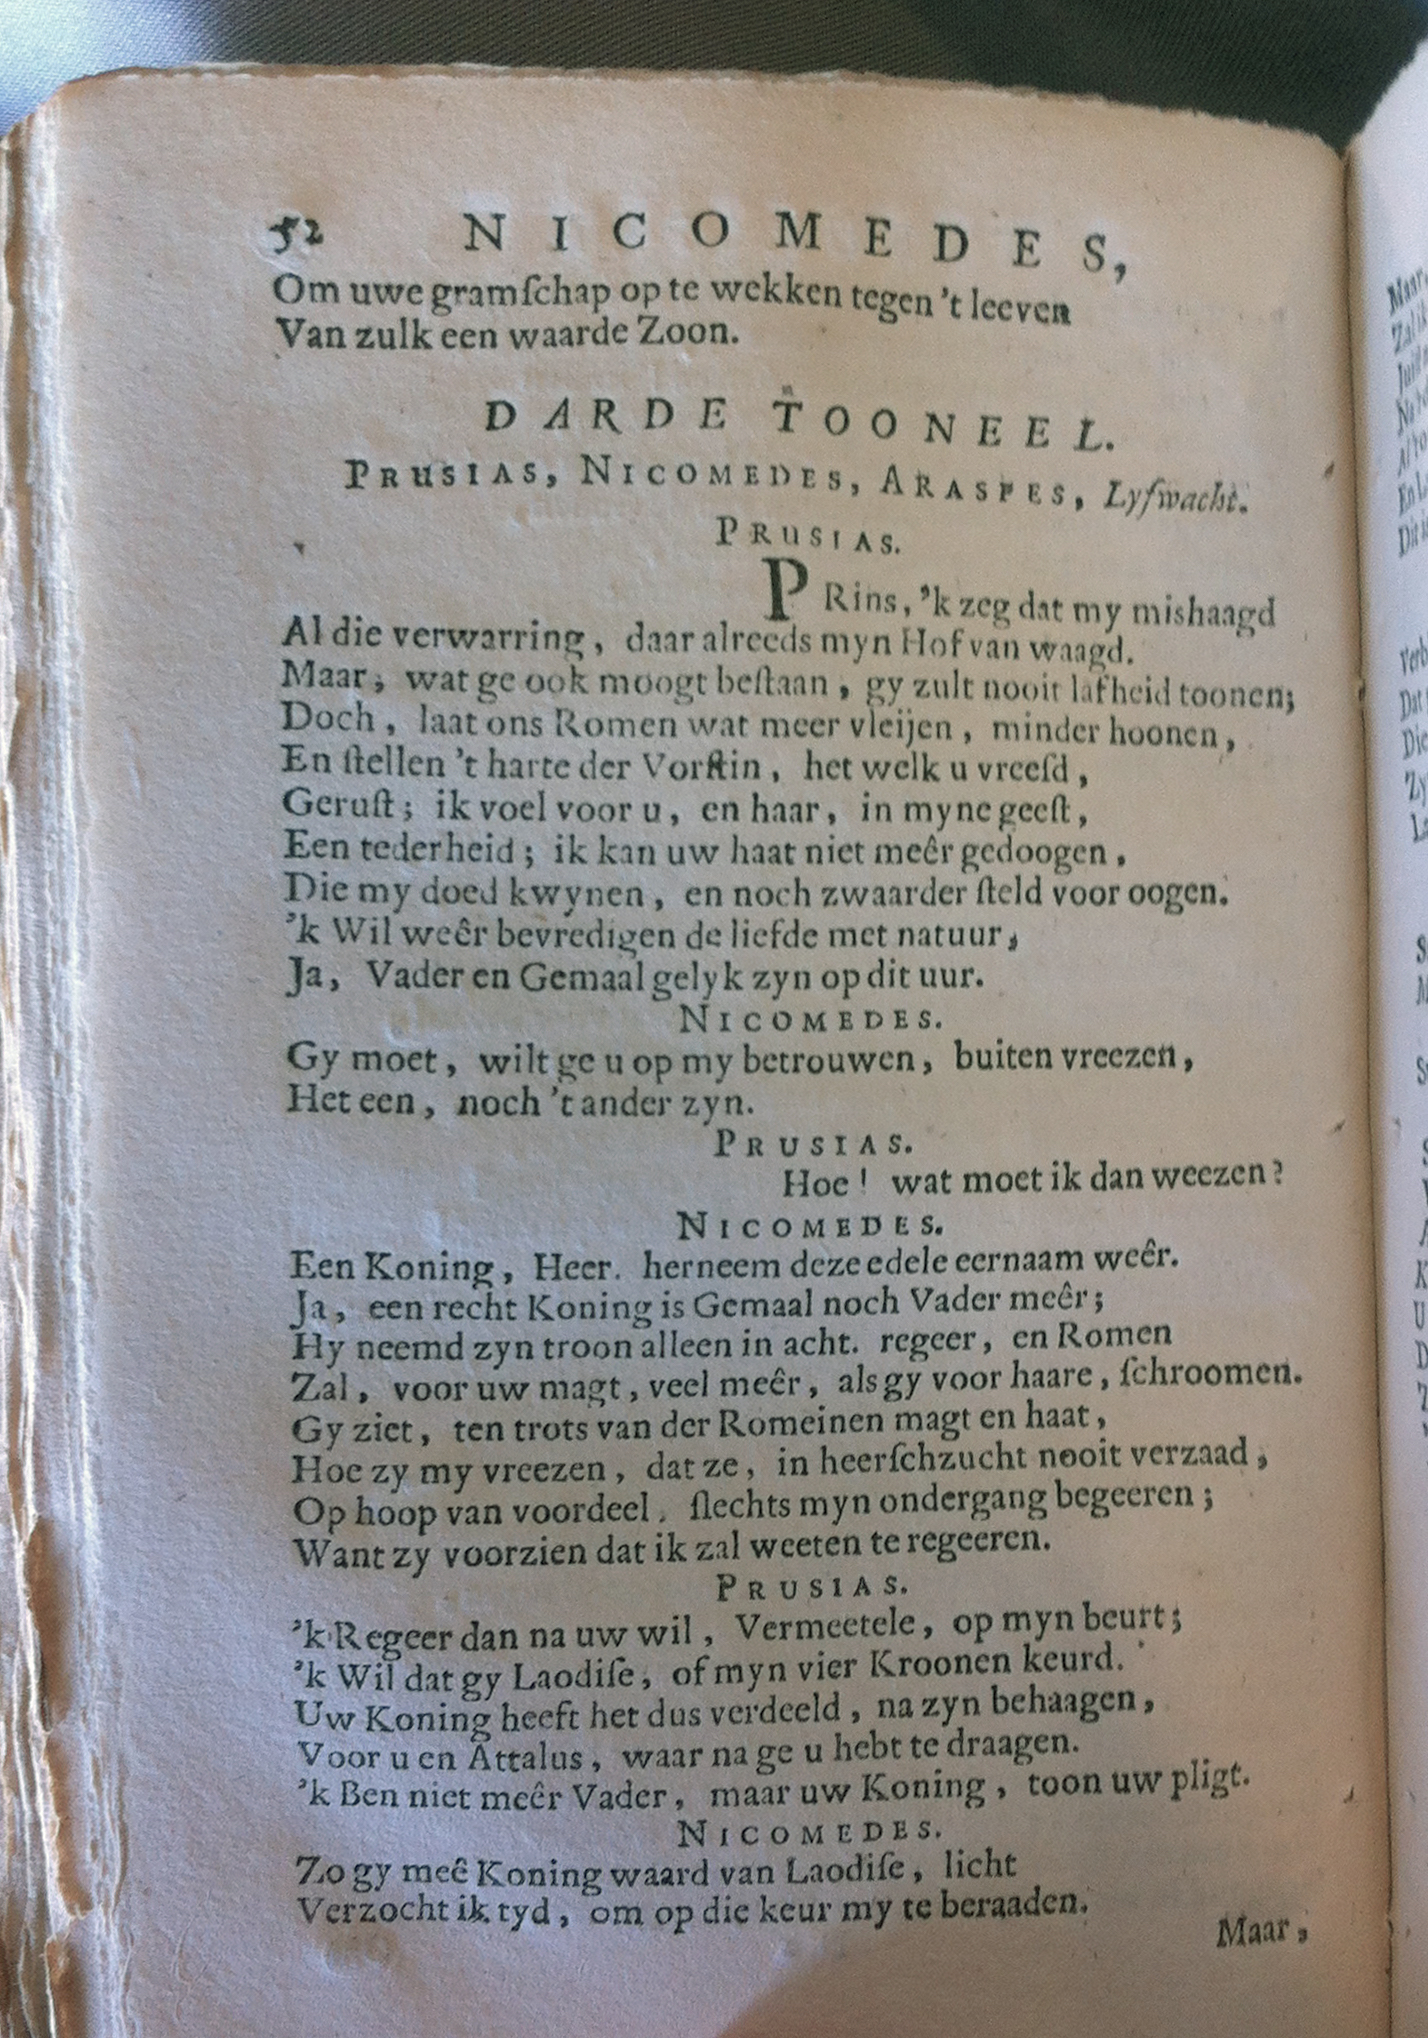 52 NICOMEDES,
Om uwe gramſchap op te wekken tegen 't leeven
Van zulk een waarde Zoon.
DARDE TOONEEL.
PRUSIAS, NICOMEDES, ARASPES, Lyfwacht.
PRUSIAS.
PRins, 'k zeg dat my mishaagd
Al die verwarring, daar alreeds myn Hof van waagd.
Maar, wat ge ook moogt beſtaan, gy zult nooit lafheid toonen;
Doch, laat ons Romen wat meer vleijen, minder hoonen,
En ſtellen 't harte der Vorſtin, het welk u vreeſd,
Geruſt; ik voel voor u, en haar, in myne geeſt,
Een tederheid; ik kan uw haat niet meêr gedoogen,
Die my doed kwynen, en noch zwaarder ſteld voor oogen.
'k Wil weêr bevredigen de liefde met natuur,
Ja, Vader en Gemaal gelyk zyn op dit uur.
NICOMEDES.
Gy moet, wilt ge u op my betrouwen, buiten vreezen,
Het een, noch 't ander zyn.
PRUSIAS.
Hoe! wat moet ik dan weezen?
NICOMEDES.
Een Koning, Heer. herneem deze edele eernaam weêr.
Ja, een recht Koning is Gemaal noch Vader meêr;
Hy neemd zyn troon alleen in acht. regeer, en Romen
Zal, voor uw magt, veel meêr, als gy voor haare, ſchroomen.
Gy ziet, ten trots van der Romeinen magt en haat,
Hoe zy my vreezen, dat ze, in heerſchzucht nooit verzaad,
Op hoop van voordeel, ſlechts myn ondergang begeeren;
Want zy voorzien dat ik zal weeten te regeeren.
PRUSIAS.
'k Regeer dan na uw wil, Vermeetele, op myn beurt;
'k Wil dat gy Laodiſe, of myn vier Kroonen keurd.
Uw Koning heeft het dus verdeeld, na zyn behaagen,
Voor u en Attalus, waar na ge u hebt te draagen.
'k Ben niet meêr Vader, maar uw Koning, toon uw pligt.
NICOMEDES.
Zo gy meê Koning waard van Laodiſe, licht
Verzocht ik tyd, om op die keur my te beraaden.
Maar,